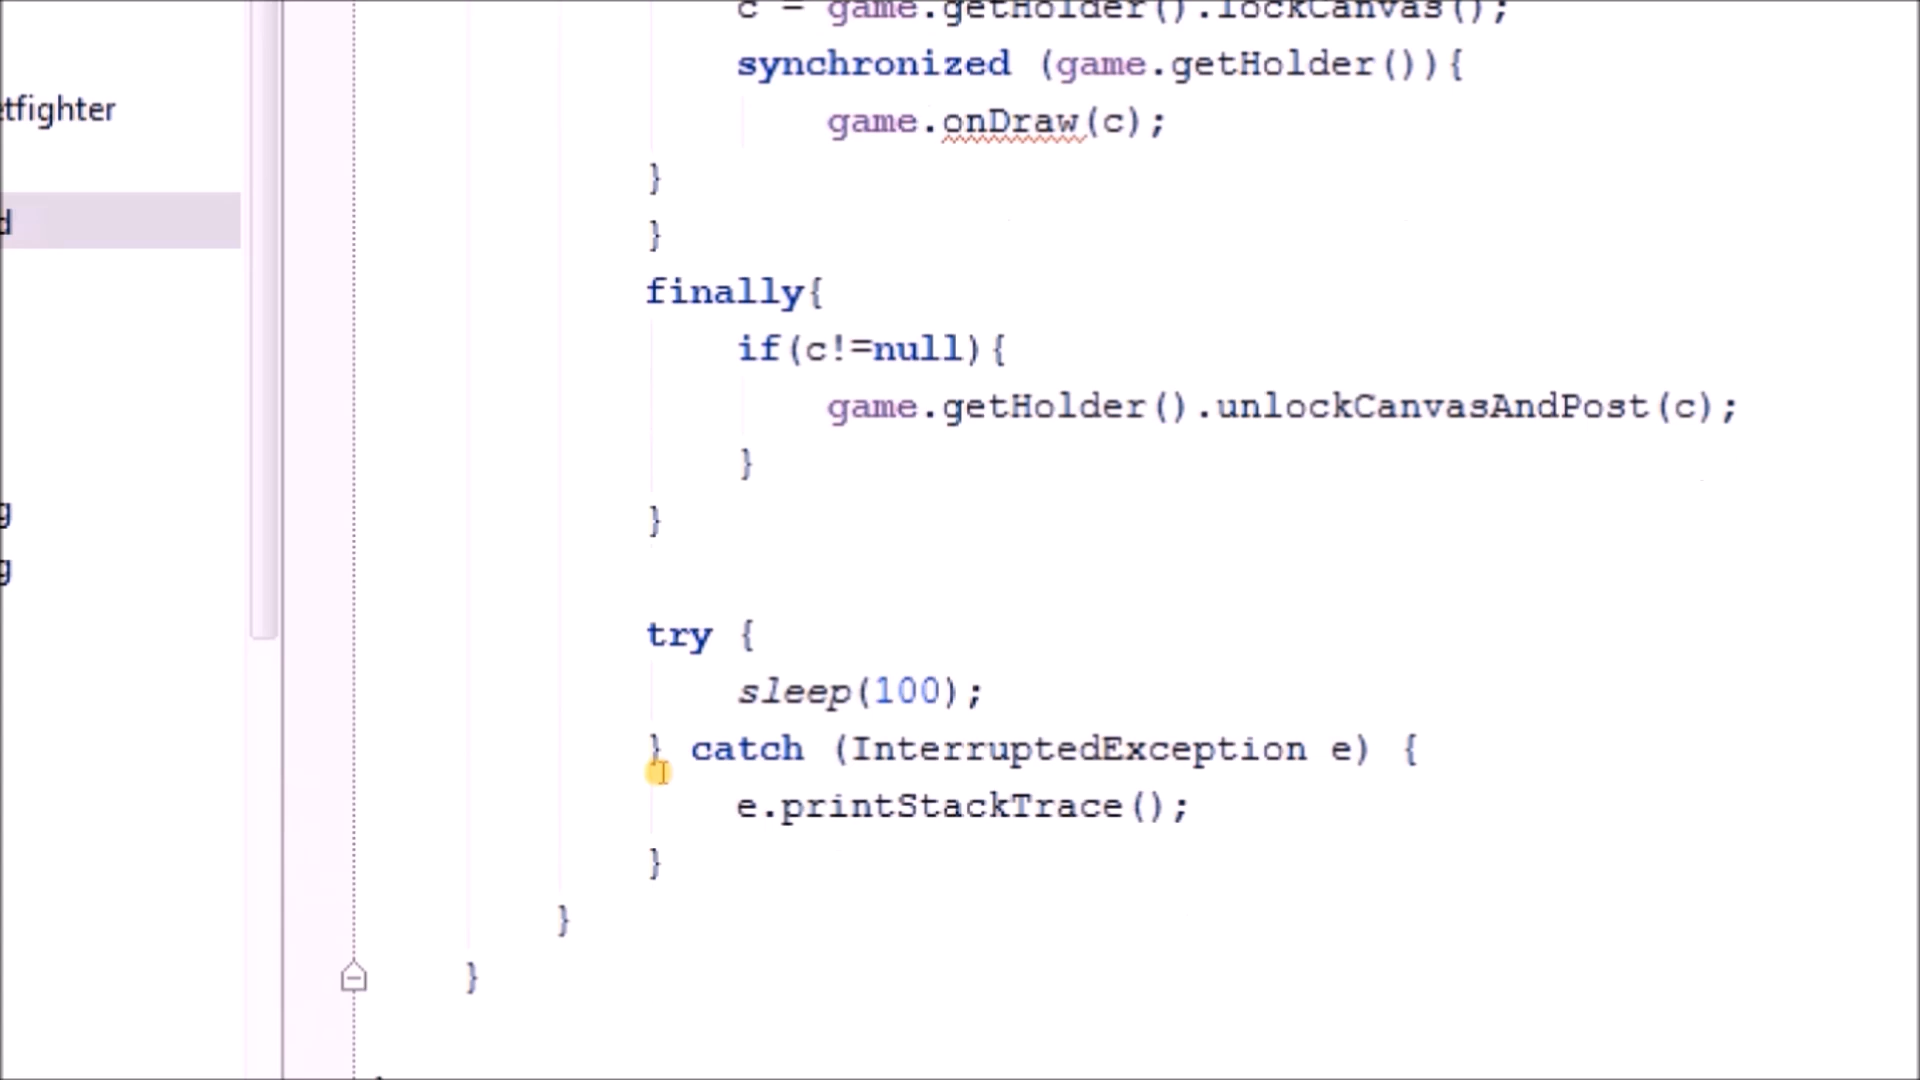 c = game.getHolder().lockCanvas();
synchronized (game.getHolder()){
etfighter
game.onDraw(c);
}
d
}
finally{
if(c!=null){
game.getHolder().unlockCanvasAndPost(c);
}
g
}
g
try {
sleep(100);
} catch (InterruptedException e) {
e.printStackTrace();
}
}
}